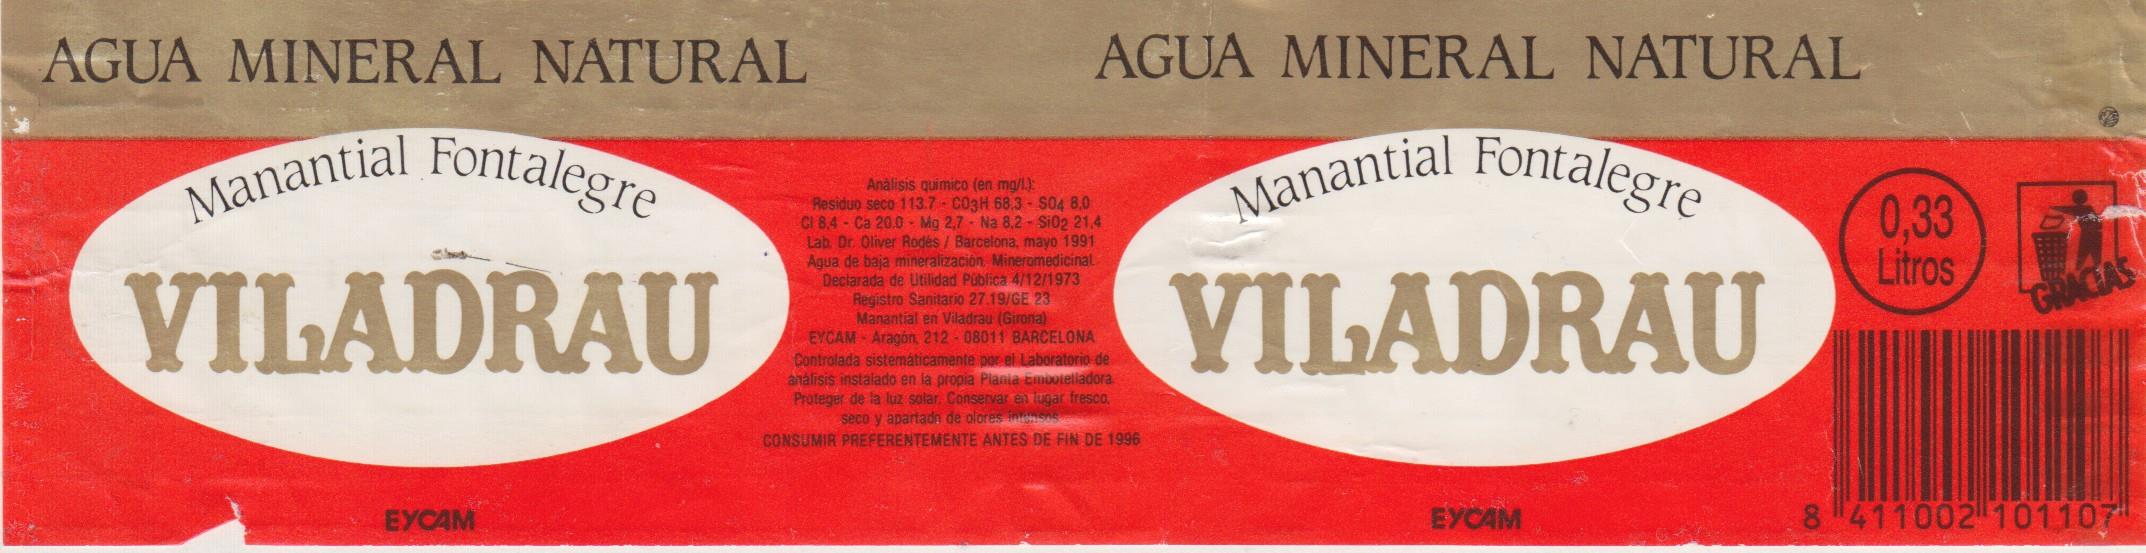 AGUA MINERAL NATURAL
Manantial Fontalegre
VILADRAU
EYCAM
Análisis químico (en mg/l.):
Residuo seco 113.7 - CO3H 68,3 - SO4 8,0
Cl 8,4 - Ca 20.0 - Mg 2,7 - Na 8,2 - SiO2 21,4
Lab. Dr. Oliver Rodés / Barcelona, mayo 1991
Agua de baja mineralización. Mineromedicinal.
Declarada de Utilidad Pública 4/12/1973
Registro Sanitario 27.19/GE 23
Manantial en Viladrau (Girona)
EYCAM - Aragón, 212 - 08011 BARCELONA
Controlada sistemáticamente por el Laboratorio de
análisis instalado en la propia Planta Embotelladora.
Proteger de la luz solar. Conservar en lugar fresco,
seco y apartado de olores intensos.
CONSUMIR PREFERENTEMENTE ANTES DE FIN DE 1996
AGUA MINERAL NATURAL
Manantial Fontalegre
VILADRAU
EYCAM
0,33
Litros
GRACIAS
8 411002 101107